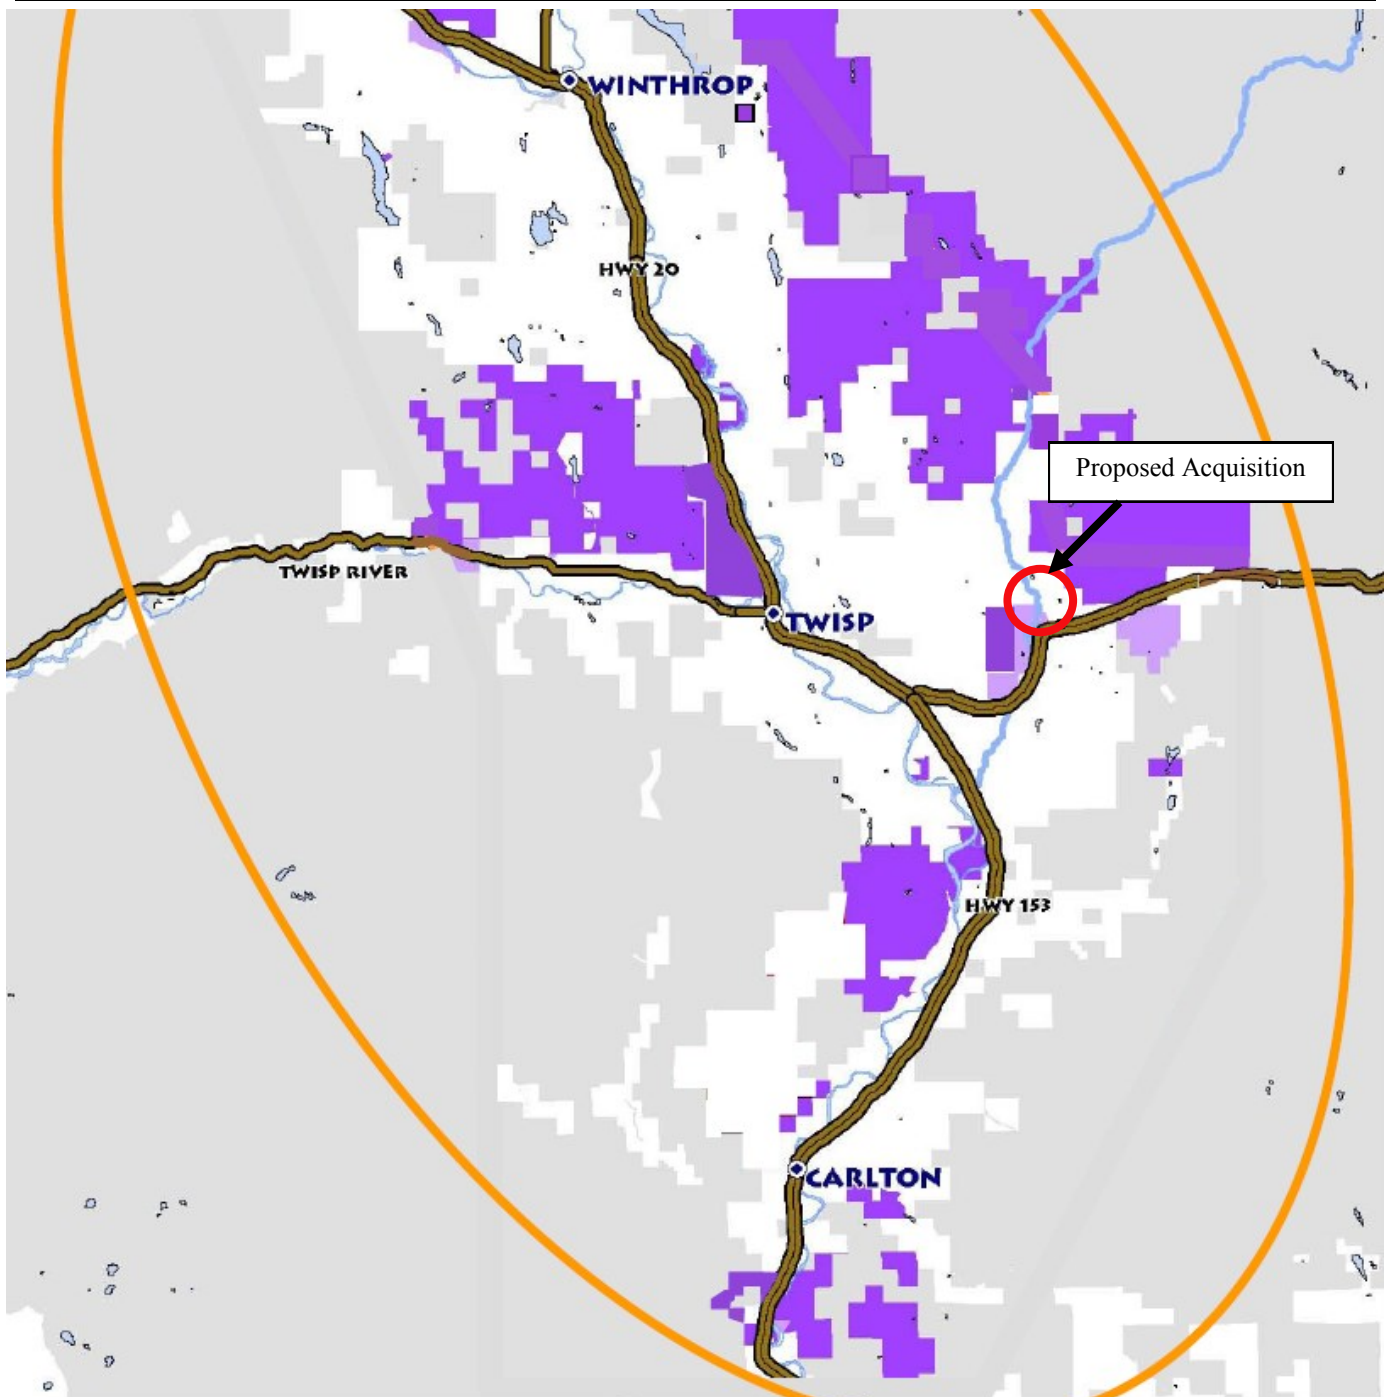 WINTHROP
HWY 20
Proposed Acquisition
TWISP RIVER
TWISP
HWY 153
CARLTON